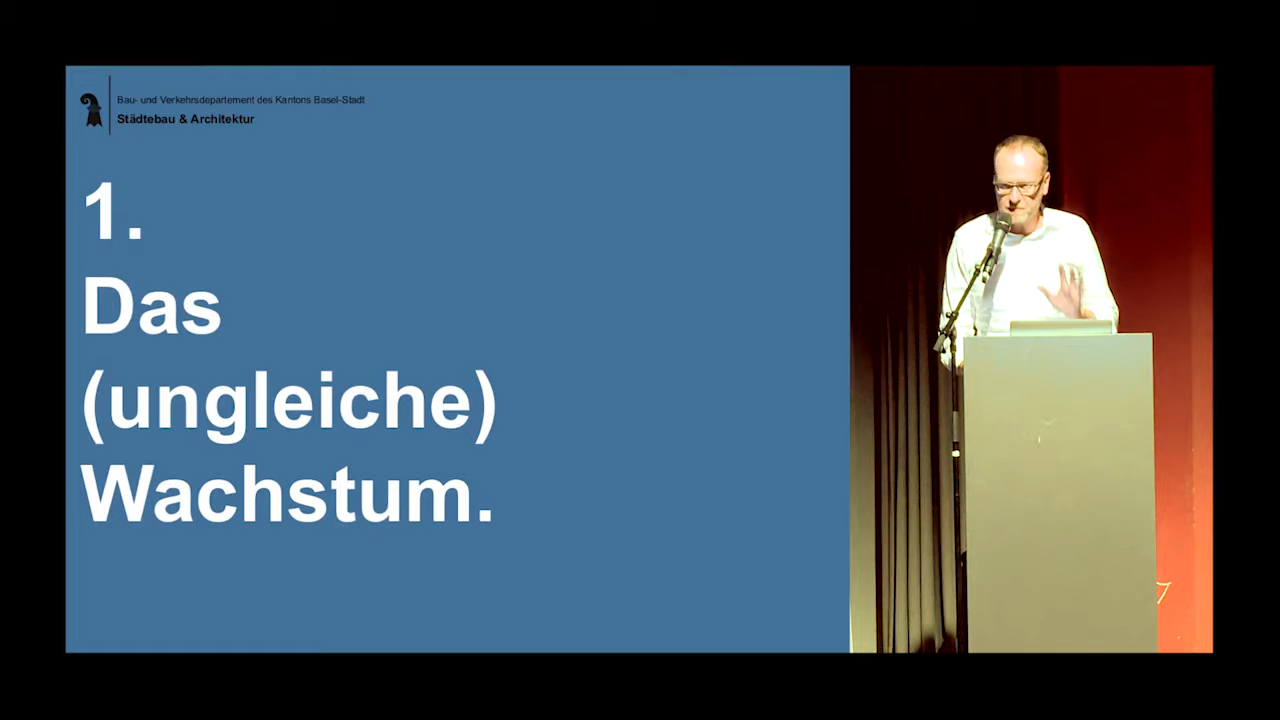 Bau- und Verkehrsdepartement des Kantons Basel-Stadt
Städtebau & Architektur
1.
Das
(ungleiche)
Wachstum.